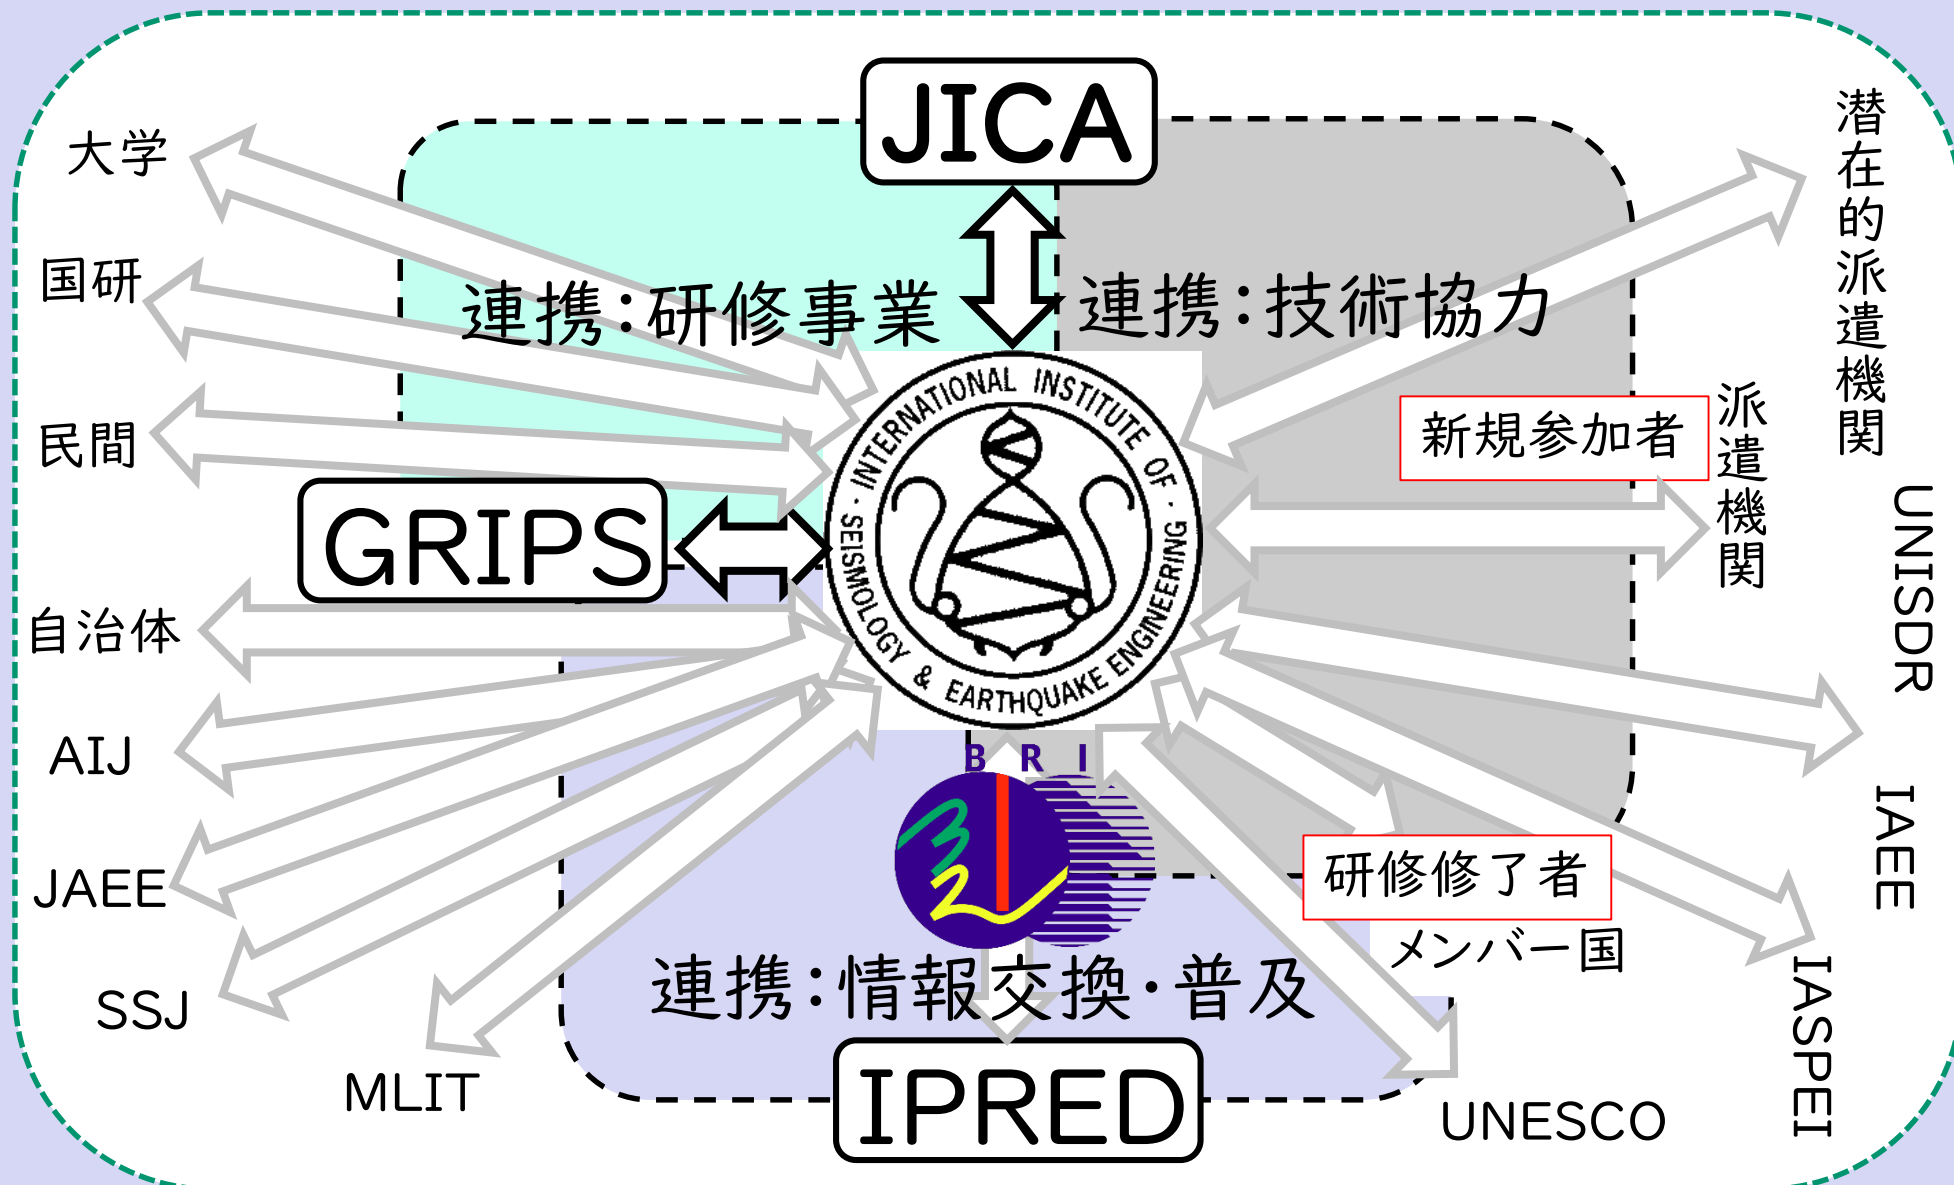 JICA
大学
国研
民間
連携：研修事業
連携：技術協力
潜在的派遣機関
新規参加者
派遣機関
INTERNATIONAL INSTITUTE OF
SEISMOLOGY & EARTHQUAKE ENGINEERING
GRIPS
UNISDR
自治体
AIJ
JAEE
SSJ
MLIT
BRI
IAEE
研修修了者
メンバー国
連携：情報交換・普及
IASPEI
IPRED
UNESCO